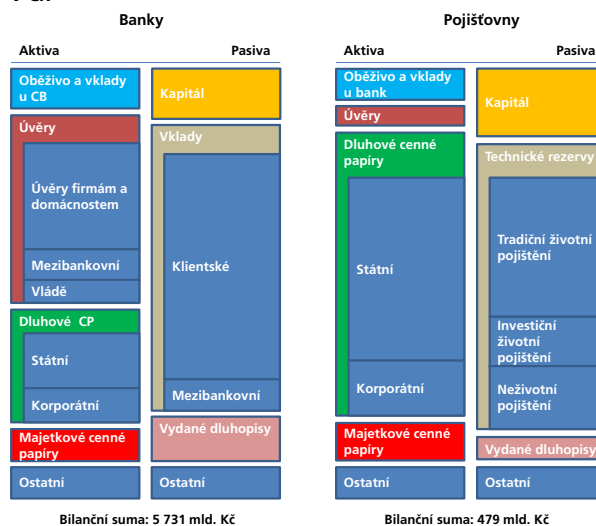 Banky
Aktiva
Pasiva
Oběživo a vklady
u CB
Úvěry
Úvěry firmám a
domácnostem
Mezibankovní
Vládě
Dluhové CP
Státní
Korporátní
Majetkové cenné
papíry
Ostatní
Kapitál
Vklady
Klientské
Mezibankovní
Vydané dluhopisy
Ostatní
Bilanční suma: 5 731 mld. Kč
Pojišťovny
Aktiva
Pasiva
Oběživo a vklady
u bank
Úvěry
Dluhové cenné
papíry
Státní
Korporátní
Majetkové cenné
papíry
Ostatní
Kapitál
Technické rezervy
Tradiční životní
pojištění
Investiční
životní
pojištění
Neživotní
pojištění
Vydané dluhopisy
Ostatní
Bilanční suma: 479 mld. Kč